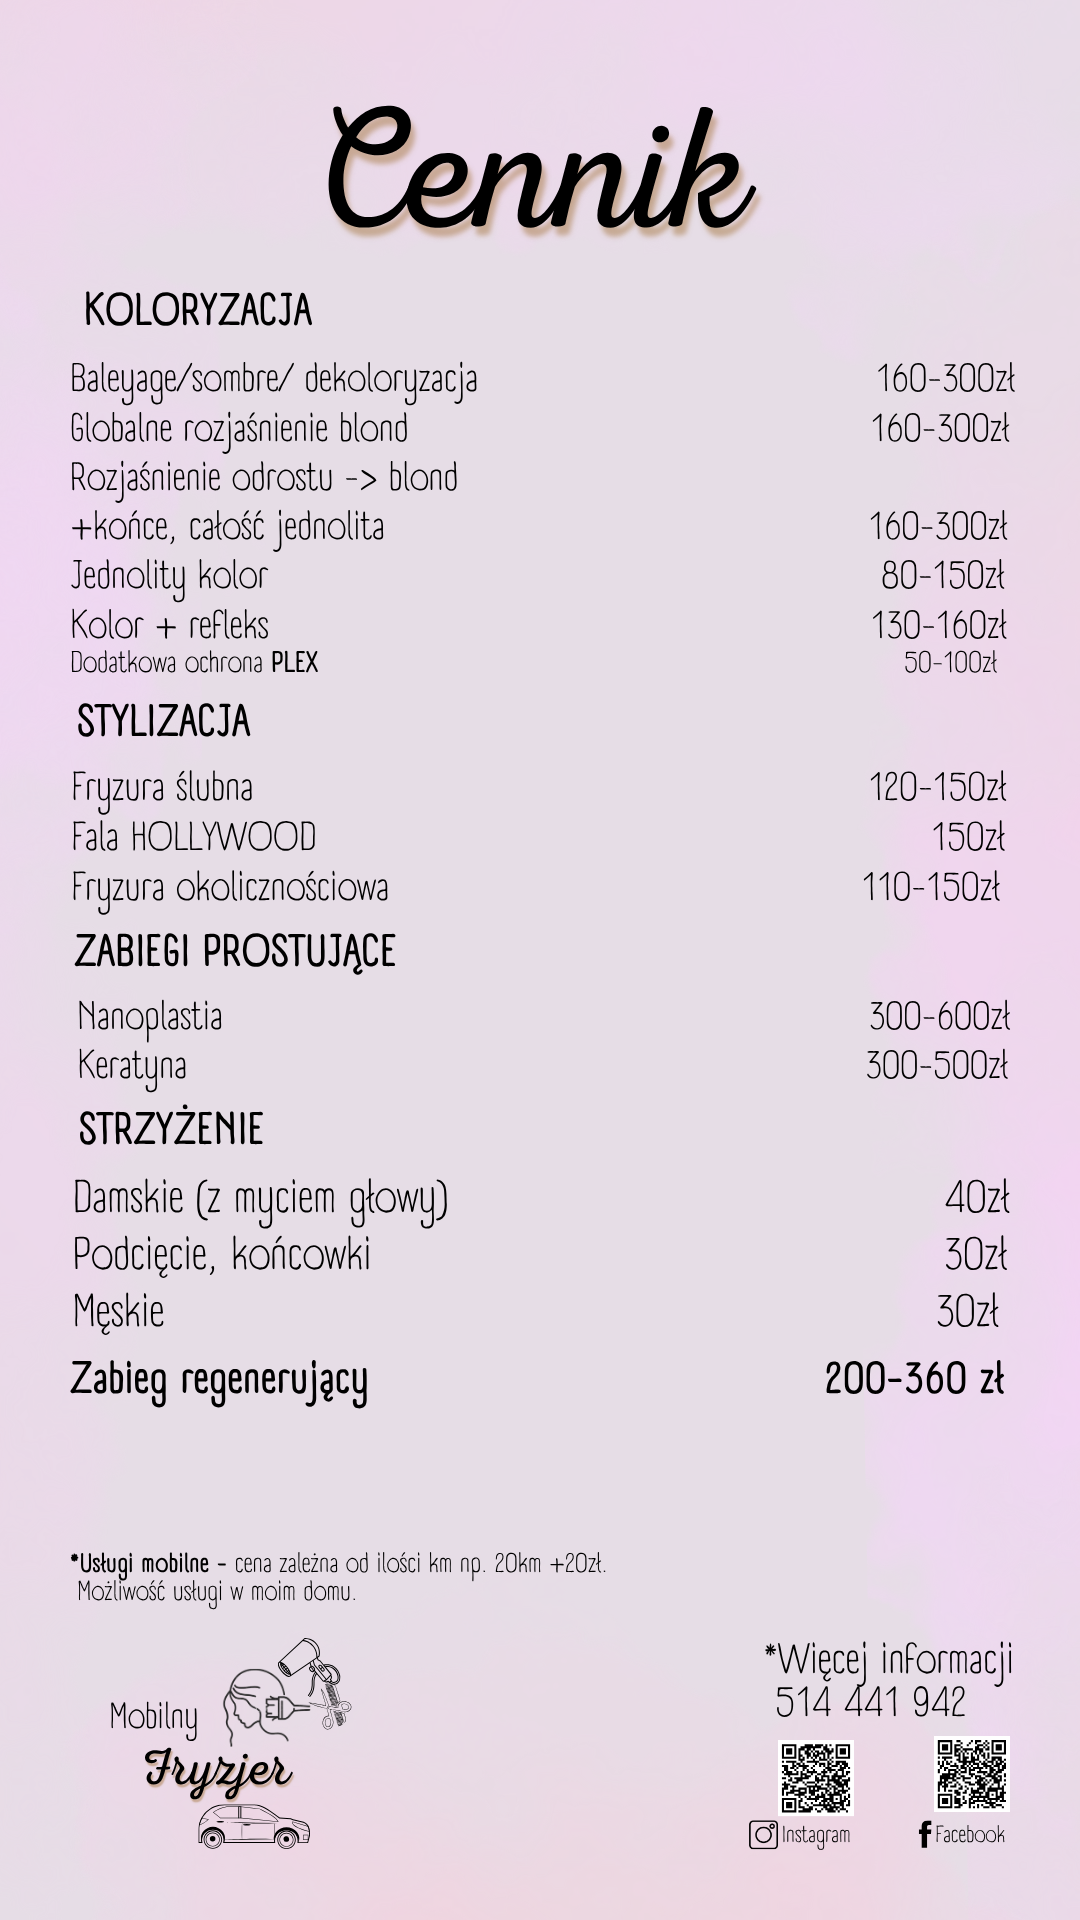 Cennik
KOLORYZACJA
Baleyage/sombre/ dekoloryzacja 160-300zł
Globalne rozjaśnienie blond 160-300zł
Rozjaśnienie odrostu -> blond
+końce, całość jednolita 160-300zł
Jednolity kolor 80-150zł
Kolor + refleks 130-160zł
Dodatkowa ochrona PLEX 50-100zł
STYLIZACJA
Fryzura ślubna 120-150zł
Fala HOLLYWOOD 150zł
Fryzura okolicznościowa 110-150zł
ZABIEGI PROSTUJĄCE
Nanoplastia 300-600zł
Keratyna 300-500zł
STRZYŻENIE
Damskie (z myciem głowy) 40zł
Podcięcie, końcowki 30zł
Męskie 30zł
Zabieg regenerujący 200-360 zł
*Usługi mobilne - cena zależna od ilości km np. 20km +20zł.
Możliwość usługi w moim domu.
Mobilny
Fryzjer
*Więcej informacji
514 441 942
Instagram
Facebook